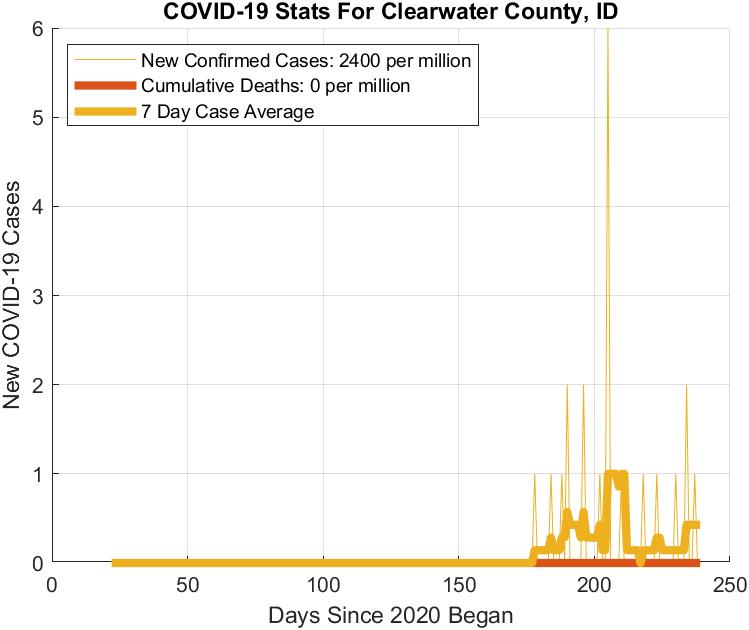 COVID-19 Stats For Clearwater County, ID
New Confirmed Cases: 2400 per million
Cumulative Deaths: 0 per million
7 Day Case Average
New COVID-19 Cases
6
5
4
3
2
1
0
0 50 100 150 200 250
Days Since 2020 Began